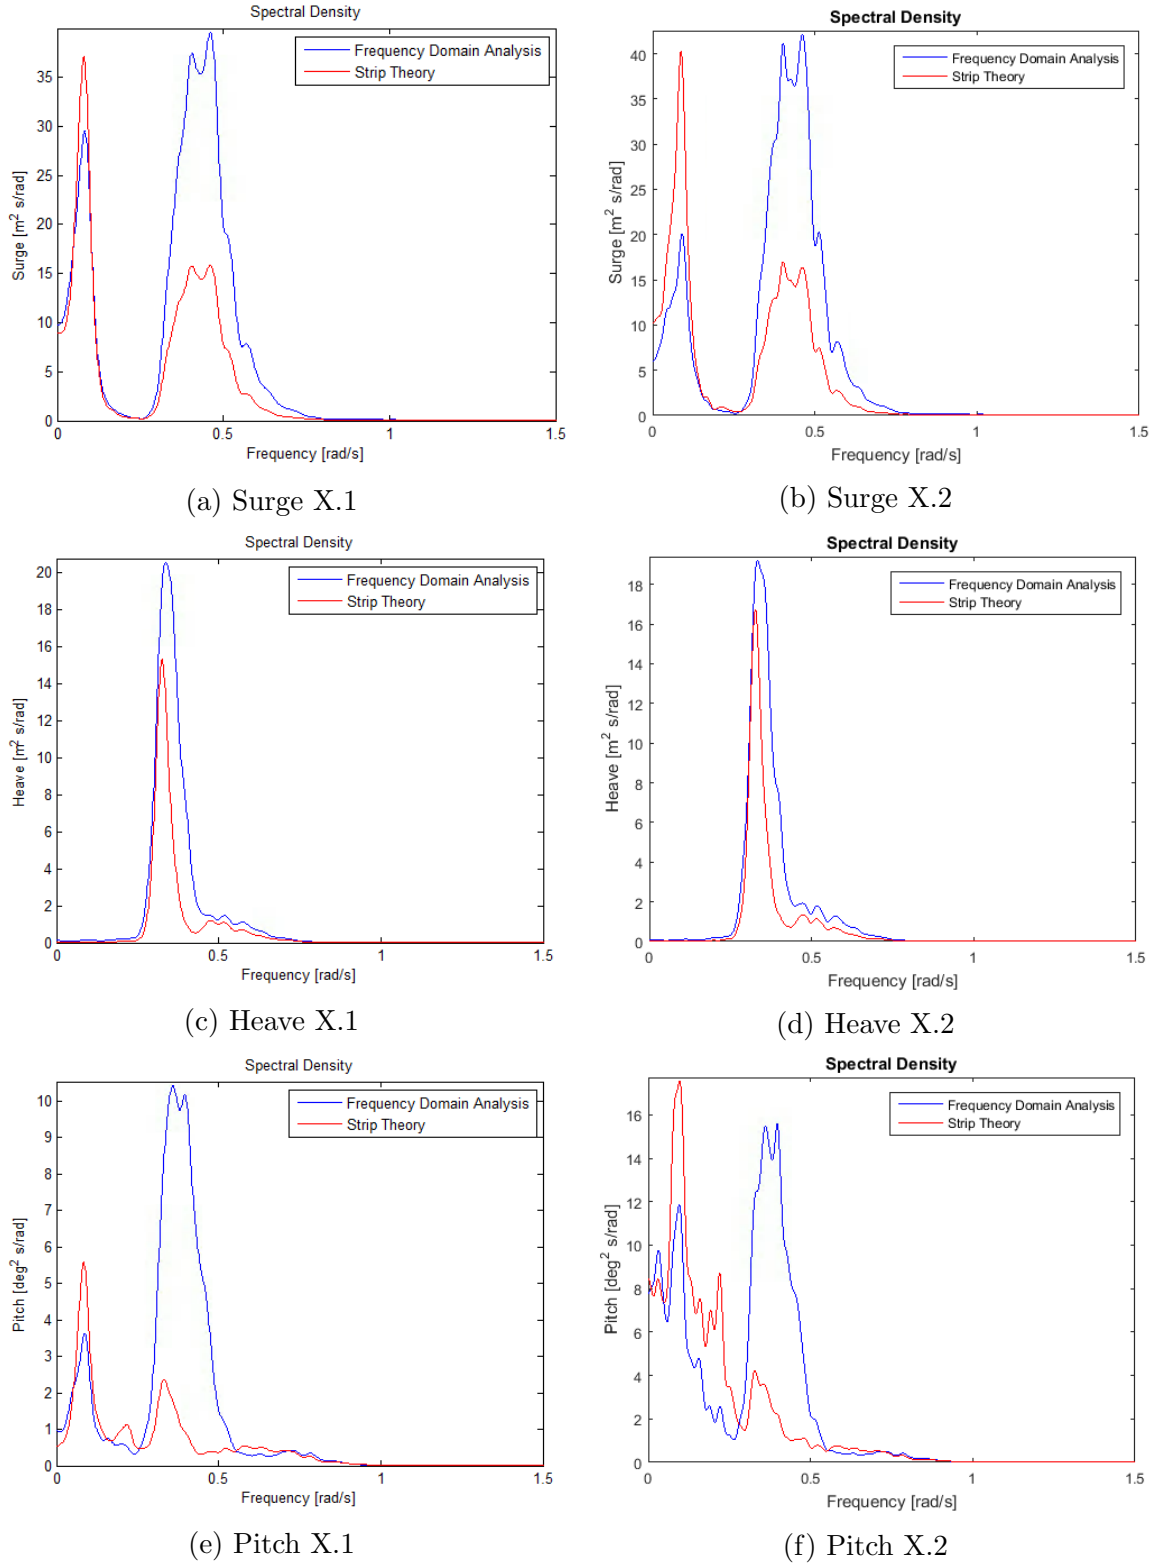 Spectral Density
Frequency Domain Analysis
Strip Theory
Surge [m² s/rad]
35
30
25
20
15
10
5
0
0 0.5 1 1.5
Frequency [rad/s]
(a) Surge X.1
Spectral Density
Frequency Domain Analysis
Strip Theory
Surge [m² s/rad]
40
35
30
25
20
15
10
5
0
0 0.5 1 1.5
Frequency [rad/s]
(b) Surge X.2
Spectral Density
Frequency Domain Analysis
Strip Theory
Heave [m² s/rad]
20
18
16
14
12
10
8
6
4
2
0
0 0.5 1 1.5
Frequency [rad/s]
(c) Heave X.1
Spectral Density
Frequency Domain Analysis
Strip Theory
Heave [m² s/rad]
18
16
14
12
10
8
6
4
2
0
0 0.5 1 1.5
Frequency [rad/s]
(d) Heave X.2
Spectral Density
Frequency Domain Analysis
Strip Theory
Pitch [deg² s/rad]
10
9
8
7
6
5
4
3
2
1
0
0 0.5 1 1.5
Frequency [rad/s]
(e) Pitch X.1
Spectral Density
Frequency Domain Analysis
Strip Theory
Pitch [deg² s/rad]
16
14
12
10
8
6
4
2
0
0 0.5 1 1.5
Frequency [rad/s]
(f) Pitch X.2